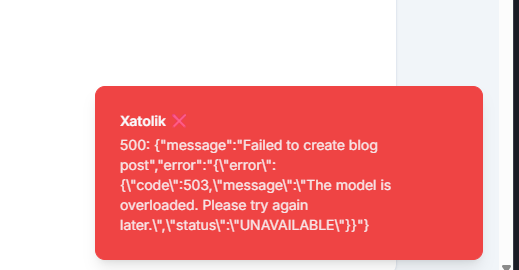 Xatolik ❌
500: {"message":"Failed to create blog
post","error":"{\"error\":
{\"code\":503,\"message\":\"The model is
overloaded. Please try again
later.\",\"status\":\"UNAVAILABLE\"}}"}